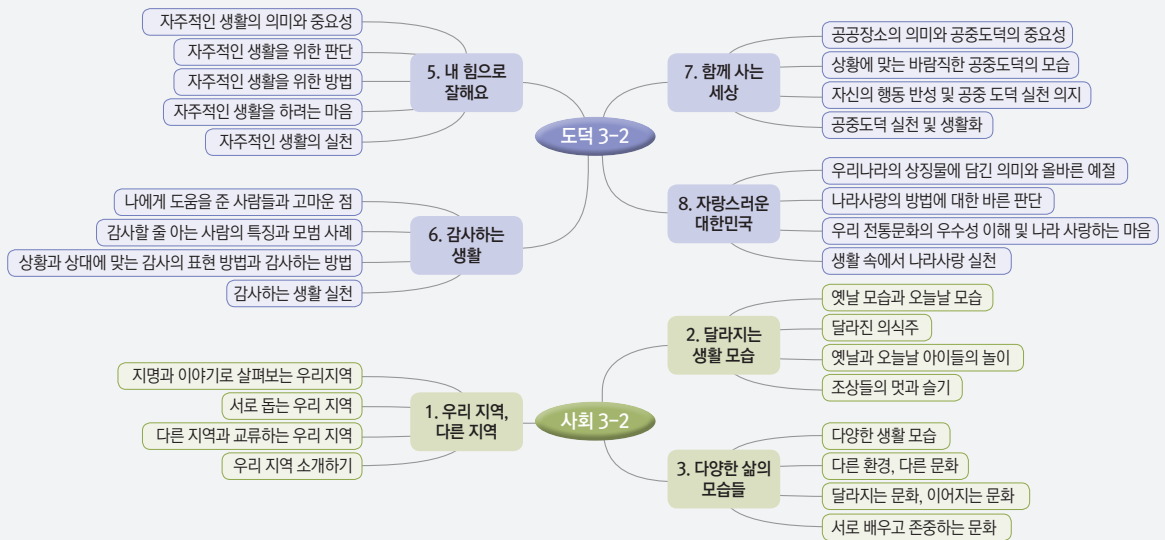 자주적인 생활의 의미와 중요성
자주적인 생활을 위한 판단
자주적인 생활을 위한 방법
자주적인 생활을 하려는 마음
자주적인 생활의 실천
5. 내 힘으로
잘해요
나에게 도움을 준 사람들과 고마운 점
감사할 줄 아는 사람의 특징과 모범 사례
상황과 상대에 맞는 감사의 표현 방법과 감사하는 방법
감사하는 생활 실천
6. 감사하는
생활
도덕 3-2
7. 함께 사는
세상
공공장소의 의미와 공중도덕의 중요성
상황에 맞는 바람직한 공중도덕의 모습
자신의 행동 반성 및 공중 도덕 실천 의지
공중도덕 실천 및 생활화
8. 자랑스러운
대한민국
우리나라의 상징물에 담긴 의미와 올바른 예절
나라사랑의 방법에 대한 바른 판단
우리 전통문화의 우수성 이해 및 나라 사랑하는 마음
생활 속에서 나라사랑 실천
지명과 이야기로 살펴보는 우리지역
서로 돕는 우리 지역
다른 지역과 교류하는 우리 지역
우리 지역 소개하기
1. 우리 지역,
다른 지역
사회 3-2
2. 달라지는
생활 모습
옛날 모습과 오늘날 모습
달라진 의식주
옛날과 오늘날 아이들의 놀이
조상들의 멋과 슬기
3. 다양한 삶의
모습들
다양한 생활 모습
다른 환경, 다른 문화
달라지는 문화, 이어지는 문화
서로 배우고 존중하는 문화